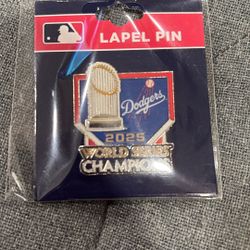 LAPEL PIN
Dodgers
2025
WORLD SERIES
CHAMPIONS